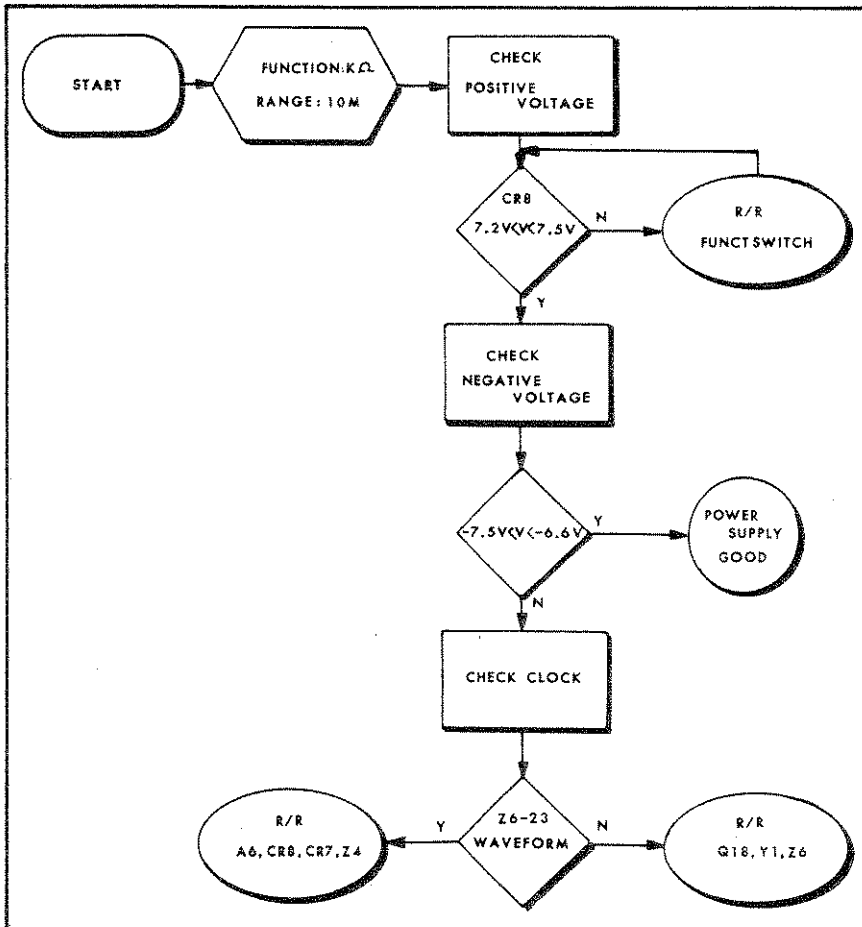 START
FUNCTION:KΩ
RANGE: 10M
CHECK
POSITIVE
VOLTAGE
CR8
7.2V<V<7.5V
N
R/R
FUNCT SWITCH
Y
CHECK
NEGATIVE
VOLTAGE
-7.5V<V<-6.6V
Y
POWER
SUPPLY
GOOD
N
CHECK CLOCK
R/R
A6, CR8, CR7, Z4
Y
Z6-23
WAVEFORM
N
R/R
Q18, Y1, Z6